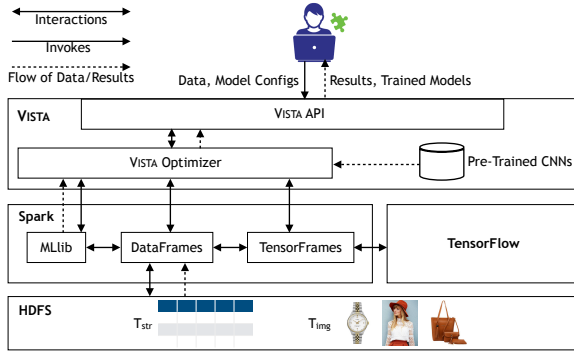 Interactions
Invokes
Flow of Data/Results
Data, Model Configs
Results, Trained Models
VISTA
VISTA API
VISTA Optimizer
Pre-Trained CNNs
Spark
MLlib
DataFrames
TensorFrames
TensorFlow
HDFS
Tstr
Timg